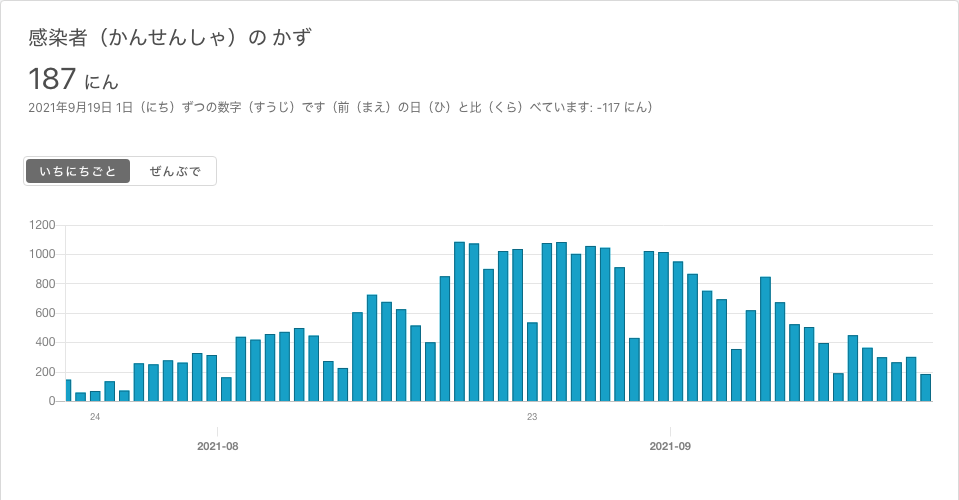 感染者（かんせんしゃ）の かず
187 にん
2021年9月19日 1日（にち）ずつの数字（すうじ）です（前（まえ）の日（ひ）と比（くら）べています: -117 にん）
いちにちごと ぜんぶで
1200
1000
800
600
400
200
0
24 23
2021-08 2021-09